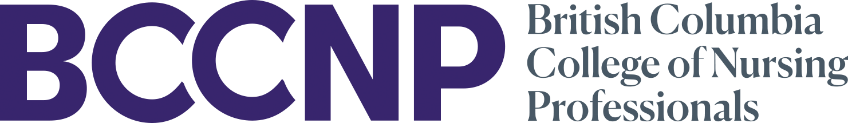 BCCNP
British Columbia
College of Nursing
Professionals